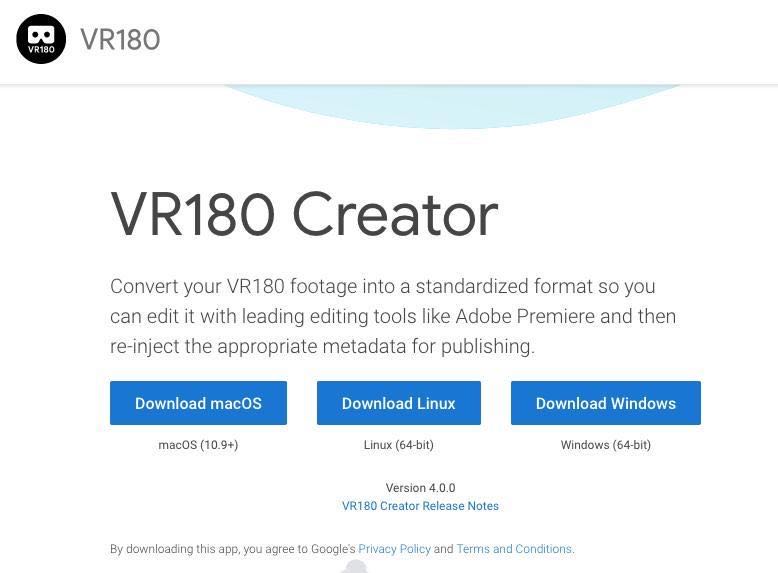 VR180 VR180
VR180 Creator
Convert your VR180 footage into a standardized format so you
can edit it with leading editing tools like Adobe Premiere and then
re-inject the appropriate metadata for publishing.
Download macOS Download Linux Download Windows
macOS (10.9+) Linux (64-bit) Windows (64-bit)
Version 4.0.0
VR180 Creator Release Notes
By downloading this app, you agree to Google's Privacy Policy and Terms and Conditions.